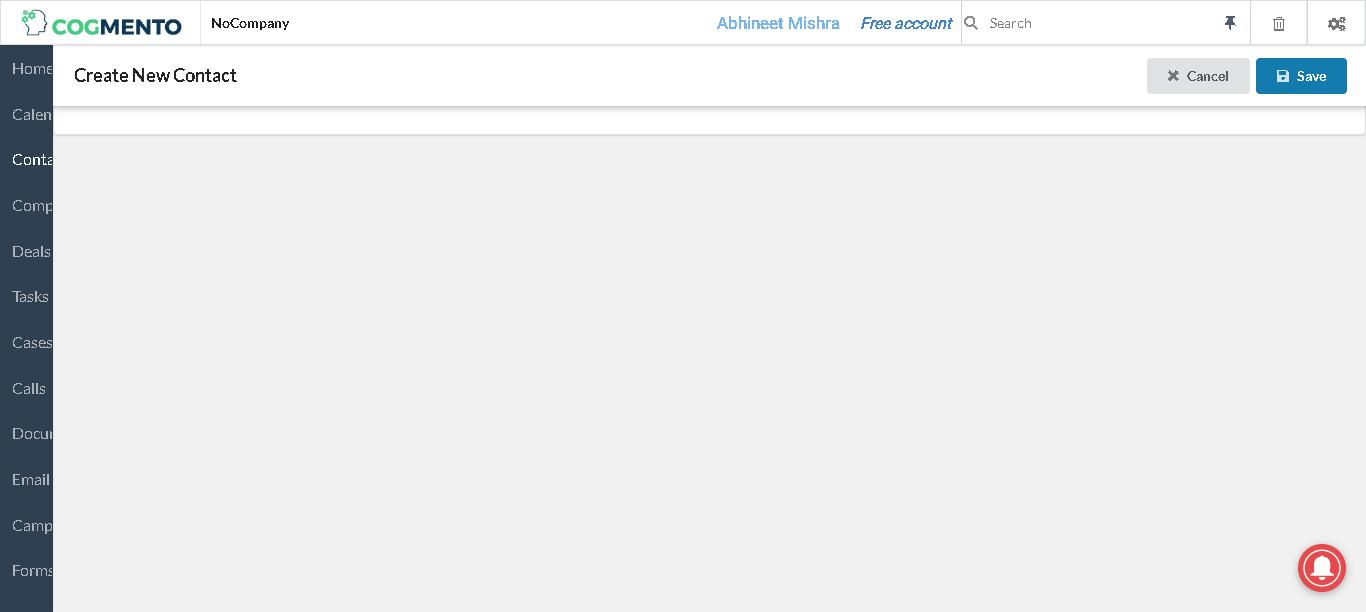 COGMENTO
NoCompany
Abhineet Mishra
Free account
Search
Create New Contact
Cancel
Save
Home
Calen
Conta
Comp
Deals
Tasks
Cases
Calls
Docu
Email
Camp
Forms